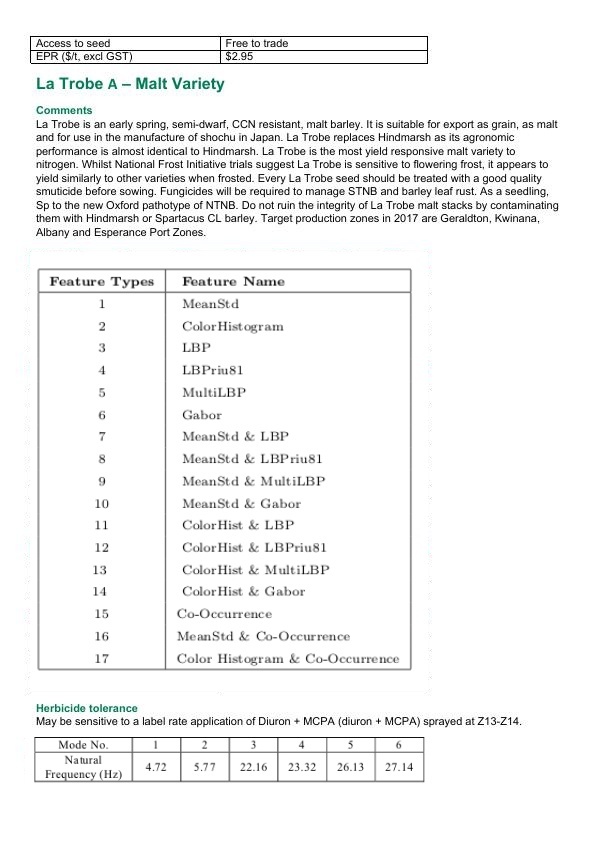 Access to seed Free to trade
EPR ($/t, excl GST) $2.95
La Trobe A – Malt Variety
Comments
La Trobe is an early spring, semi-dwarf, CCN resistant, malt barley. It is suitable for export as grain, as malt
and for use in the manufacture of shochu in Japan. La Trobe replaces Hindmarsh as its agronomic
performance is almost identical to Hindmarsh. La Trobe is the most yield responsive malt variety to
nitrogen. Whilst National Frost Initiative trials suggest La Trobe is sensitive to flowering frost, it appears to
yield similarly to other varieties when frosted. Every La Trobe seed should be treated with a good quality
smuticide before sowing. Fungicides will be required to manage STNB and barley leaf rust. As a seedling,
Sp to the new Oxford pathotype of NTNB. Do not ruin the integrity of La Trobe malt stacks by contaminating
them with Hindmarsh or Spartacus CL barley. Target production zones in 2017 are Geraldton, Kwinana,
Albany and Esperance Port Zones.
Feature Types Feature Name
1 MeanStd
2 ColorHistogram
3 LBP
4 LBPriu81
5 MultiLBP
6 Gabor
7 MeanStd & LBP
8 MeanStd & LBPriu81
9 MeanStd & MultiLBP
10 MeanStd & Gabor
11 ColorHist & LBP
12 ColorHist & LBPriu81
13 ColorHist & MultiLBP
14 ColorHist & Gabor
15 Co-Occurrence
16 MeanStd & Co-Occurrence
17 Color Histogram & Co-Occurrence
Herbicide tolerance
May be sensitive to a label rate application of Diuron + MCPA (diuron + MCPA) sprayed at Z13-Z14.
Mode No. 1 2 3 4 5 6
Natural
Frequency (Hz) 4.72 5.77 22.16 23.32 26.13 27.14